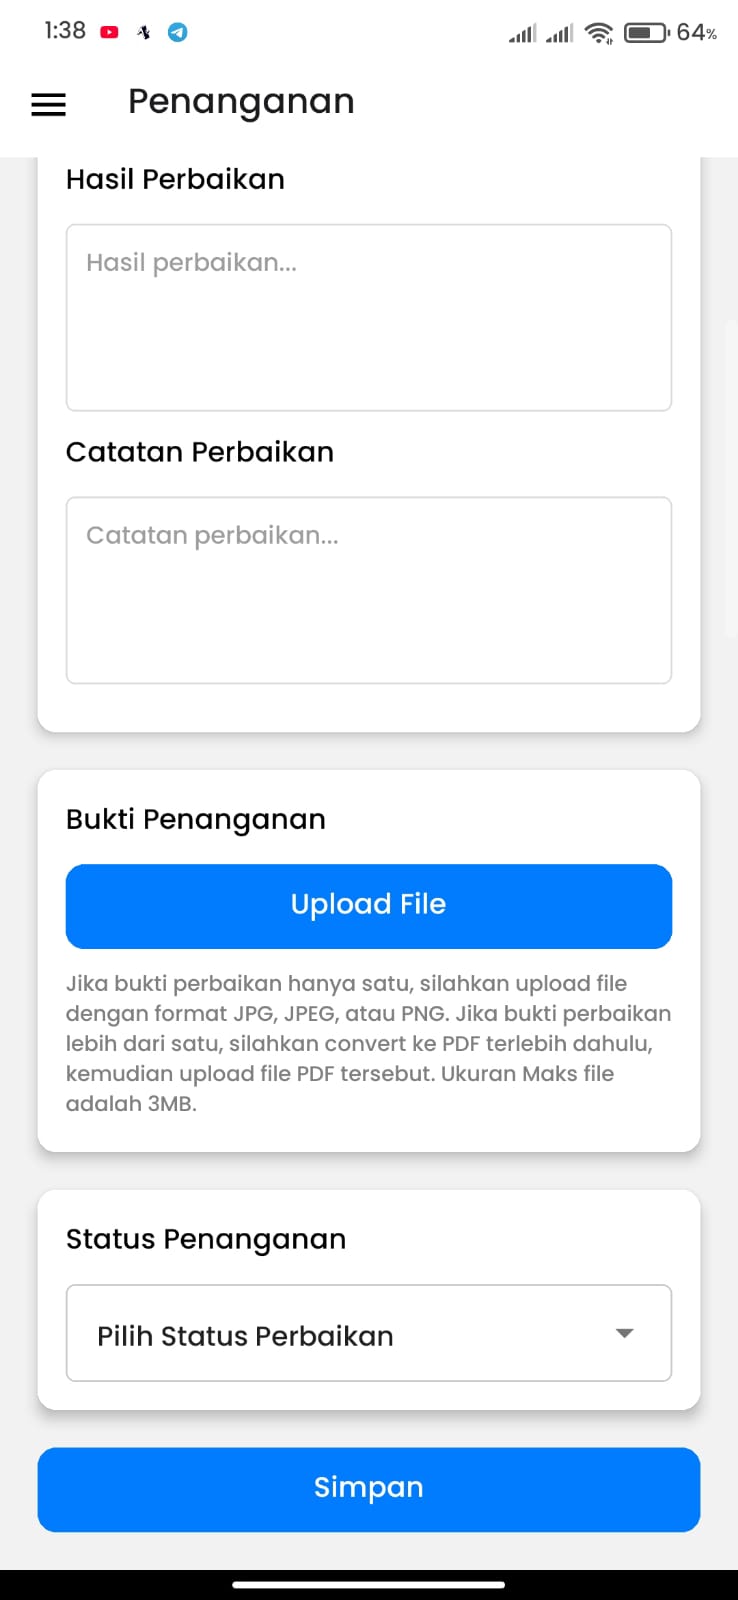 1:38
64%
Penanganan
Hasil Perbaikan
Hasil perbaikan...
Catatan Perbaikan
Catatan perbaikan...
Bukti Penanganan
Upload File
Jika bukti perbaikan hanya satu, silahkan upload file
dengan format JPG, JPEG, atau PNG. Jika bukti perbaikan
lebih dari satu, silahkan convert ke PDF terlebih dahulu,
kemudian upload file PDF tersebut. Ukuran Maks file
adalah 3MB.
Status Penanganan
Pilih Status Perbaikan
Simpan